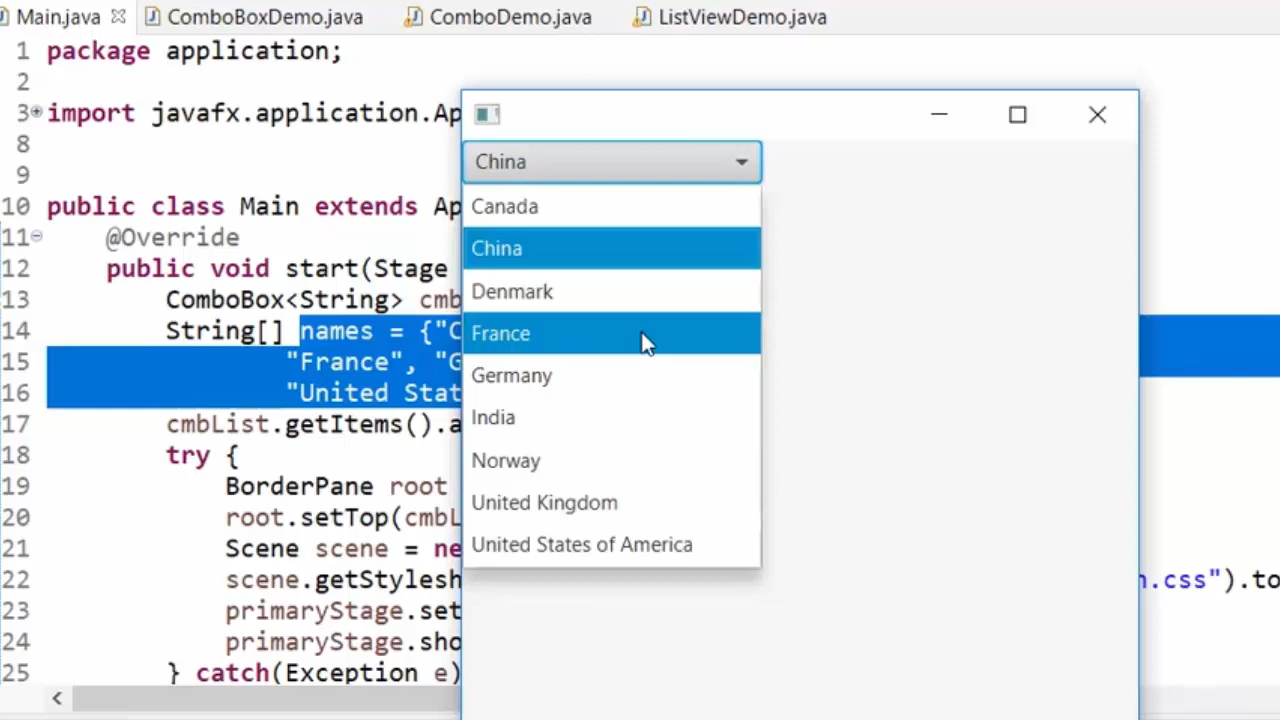 Main.java ComboBoxDemo.java ComboDemo.java ListViewDemo.java
1 package application;
2
3 import javafx.application.Ap
8
9
10 public class Main extends Ap
11 @Override
12 public void start(Stage
13 ComboBox<String> cmb
14 String[] names = {"C
15 "France", "G
16 "United Stat
17 cmbList.getItems().a
18 try {
19 BorderPane root
20 root.setTop(cmbL
21 Scene scene = ne
22 scene.getStylesh n.css").to
23 primaryStage.set
24 primaryStage.sho
25 } catch(Exception e)
China
Canada
China
Denmark
France
Germany
India
Norway
United Kingdom
United States of America